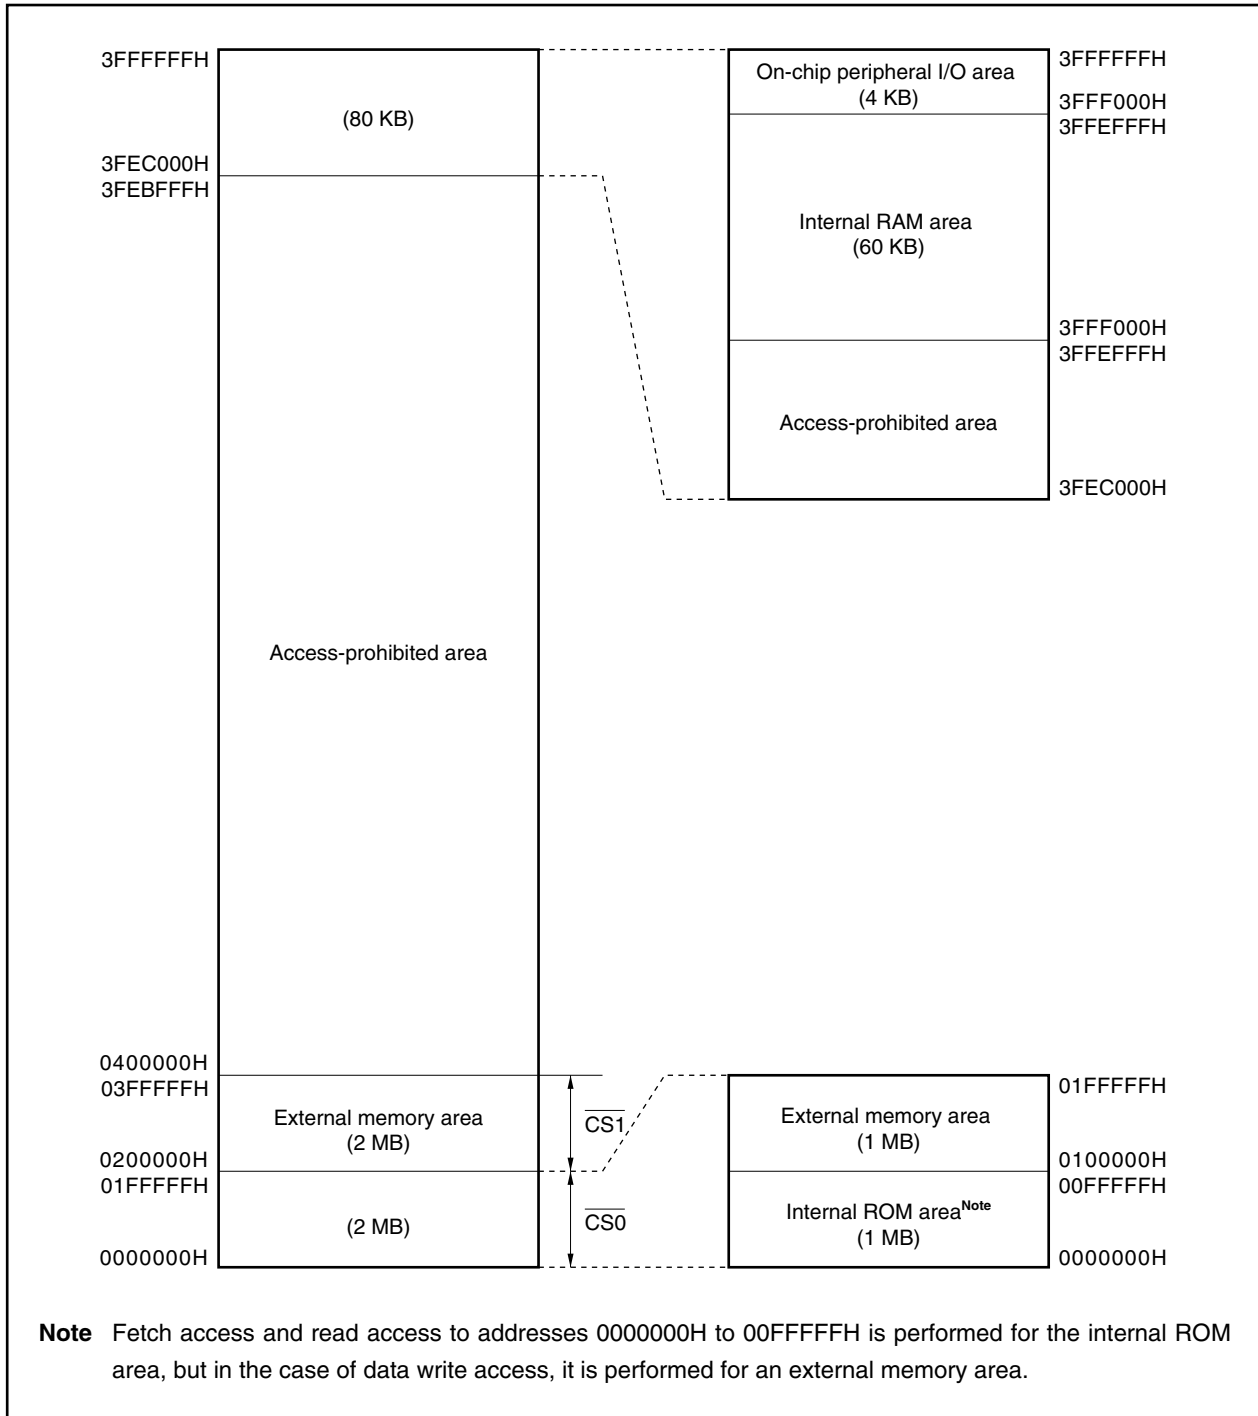 3FFFFFFH
(80 KB)
3FEC000H
3FEBFFFH
Access-prohibited area
0400000H
03FFFFFH
External memory area
(2 MB)
0200000H
01FFFFFH
(2 MB)
0000000H
CS1
CS0
On-chip peripheral I/O area
(4 KB)
3FFFFFFH
3FFF000H
3FFEFFFH
Internal RAM area
(60 KB)
3FFF000H
3FFEFFFH
Access-prohibited area
3FEC000H
External memory area
(1 MB)
01FFFFFH
0100000H
00FFFFFH
Internal ROM areaNote
(1 MB)
0000000H
Note Fetch access and read access to addresses 0000000H to 00FFFFFH is performed for the internal ROM
area, but in the case of data write access, it is performed for an external memory area.